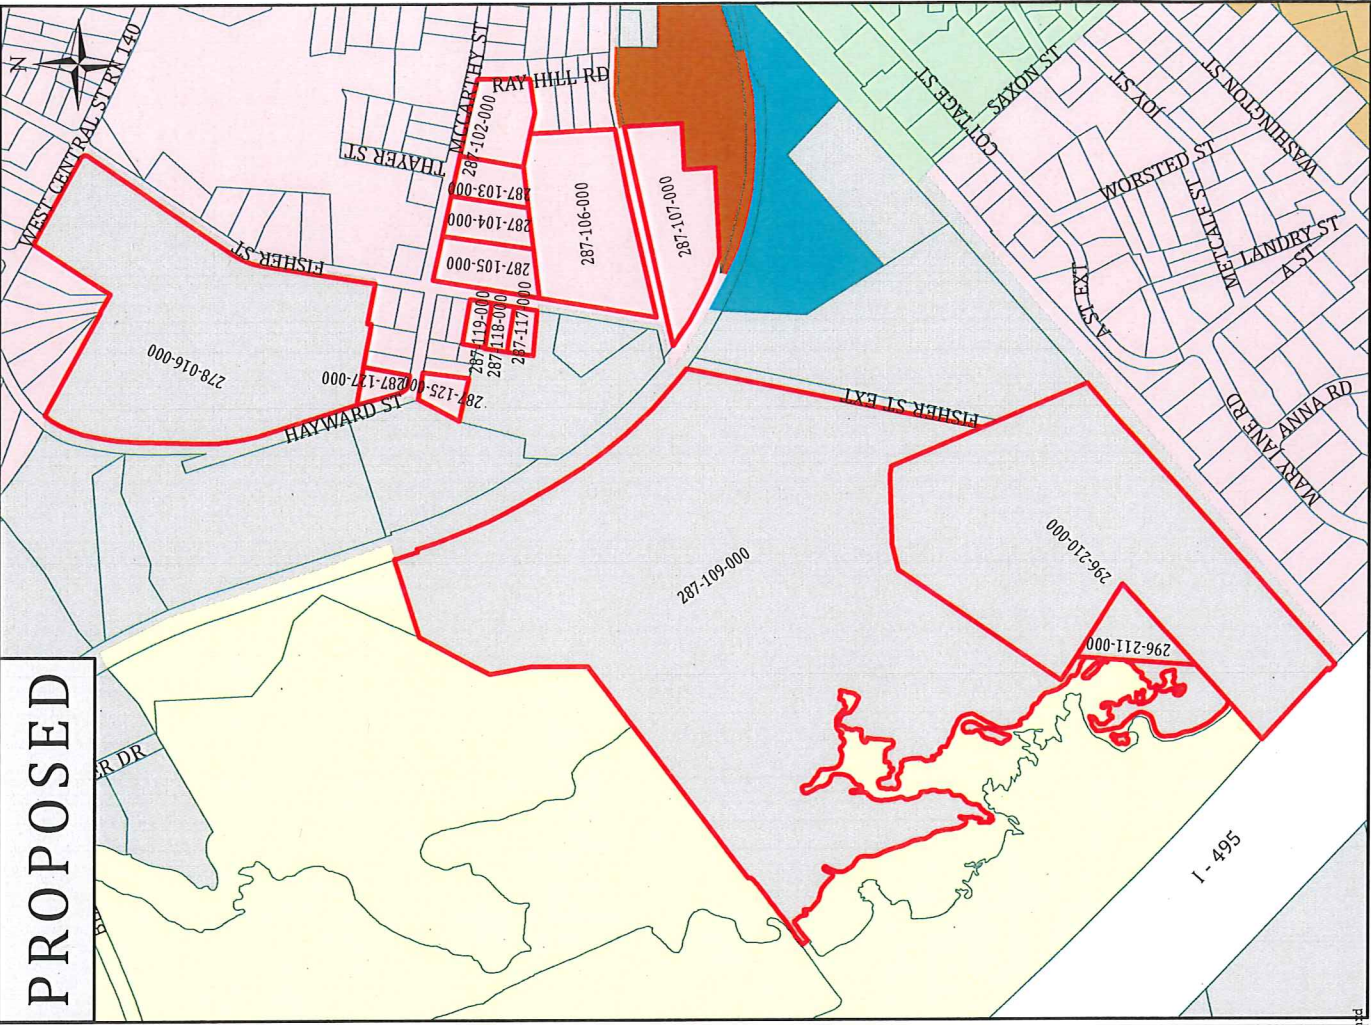 N
WEST CENTRAL ST RN 140
MCCARTHY ST
RAY HILL RD
287-102-000
THAYER ST
287-103-000
287-104-000
287-105-000
287-106-000
287-107-000
FISHER ST
287-119-000
287-118-000
287-117-000
278-016-000
287-127-000
287-125-000
HAYWARD ST
COTTAGE ST
SAXON ST
JOY ST
WASHINGTON ST
WORSTED ST
METCALF ST
LANDRY ST
A ST
A ST EXT
MARY JANE RD
ANNA RD
FISHER ST EXT
287-109-000
296-210-000
296-211-000
I - 495
ER DR
PROPOSED